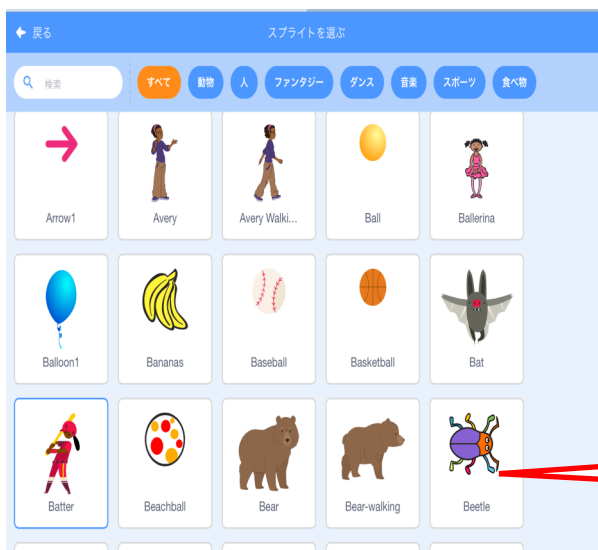 戻る
スプライトを選ぶ
検索
すべて 動物 人 ファンタジー ダンス 音楽 スポーツ 食べ物
Arrow1 Avery Avery Walki... Ball Ballerina
Balloon1 Bananas Baseball Basketball Bat
Batter Beachball Bear Bear-walking Beetle